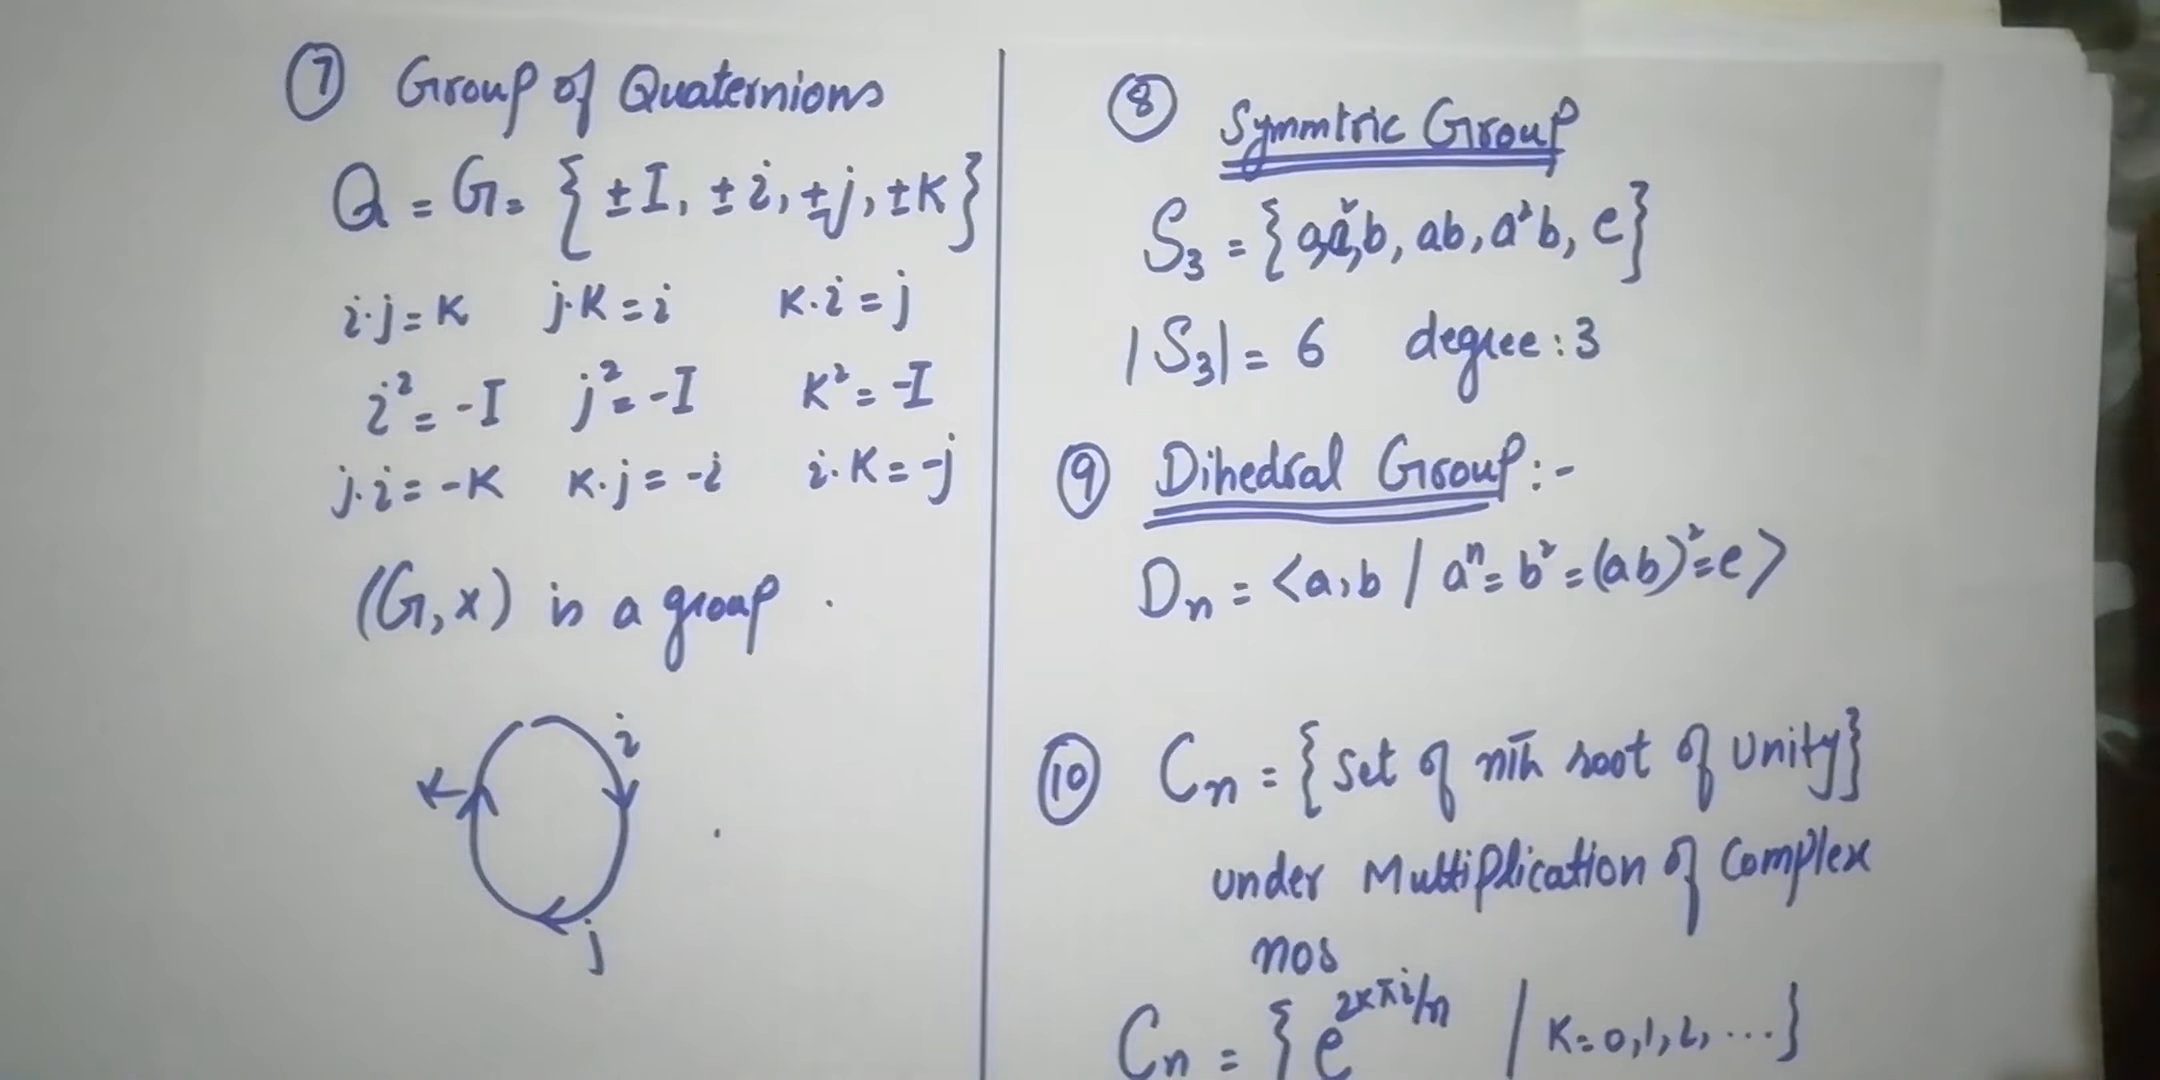 ⑦ Group of Quaternions
Q = G = { ±I, ±i, ±j, ±K}
i·j=K j·K=i K·i=j
i²=-I j²=-I K²=-I
j·i=-K K·j=-i i·K=-j
(G,x) is a group.
i
K
j
⑧ Symmtric Group
S₃ = {a,a²,b, ab, a²b, e}
|S₃|= 6 degree:3
⑨ Dihedral Group:-
Dₙ = <a,b / aⁿ=b²=(ab)²=e>
⑩ Cₙ = {set of nth root of unity}
under Multiplication of Complex
nos
Cₙ = { e^2Kπi/n / K=0,1,2, ...}